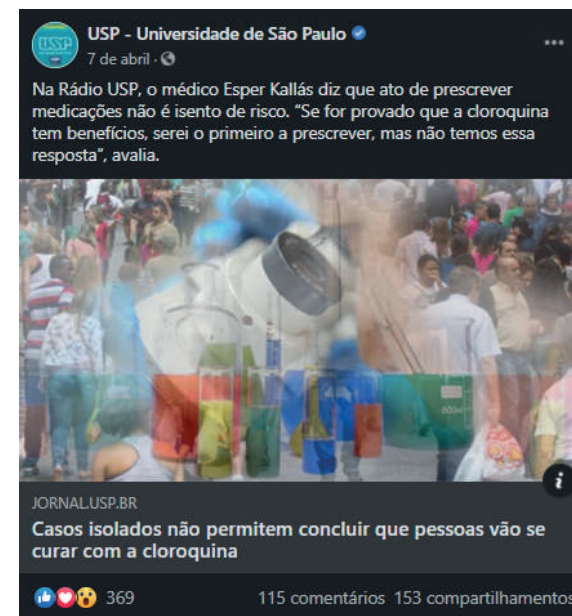 USSP
USP - Universidade de São Paulo
7 de abril ·
Na Rádio USP, o médico Esper Kallás diz que ato de prescrever
medicações não é isento de risco. “Se for provado que a cloroquina
tem benefícios, serei o primeiro a prescrever, mas não temos essa
resposta”, avalia.
600ml
i
JORNAL.USP.BR
Casos isolados não permitem concluir que pessoas vão se
curar com a cloroquina
369
115 comentários 153 compartilhamentos